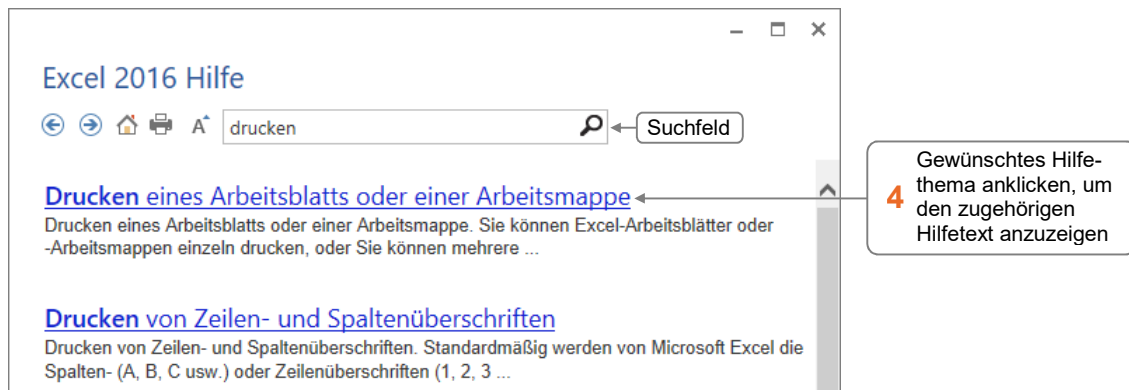 Excel 2016 Hilfe
drucken
Suchfeld
Drucken eines Arbeitsblatts oder einer Arbeitsmappe
Drucken eines Arbeitsblatts oder einer Arbeitsmappe. Sie können Excel-Arbeitsblätter oder
-Arbeitsmappen einzeln drucken, oder Sie können mehrere ...
4
Gewünschtes Hilfe-
thema anklicken, um
den zugehörigen
Hilfetext anzuzeigen
Drucken von Zeilen- und Spaltenüberschriften
Drucken von Zeilen- und Spaltenüberschriften. Standardmäßig werden von Microsoft Excel die
Spalten- (A, B, C usw.) oder Zeilenüberschriften (1, 2, 3 ...